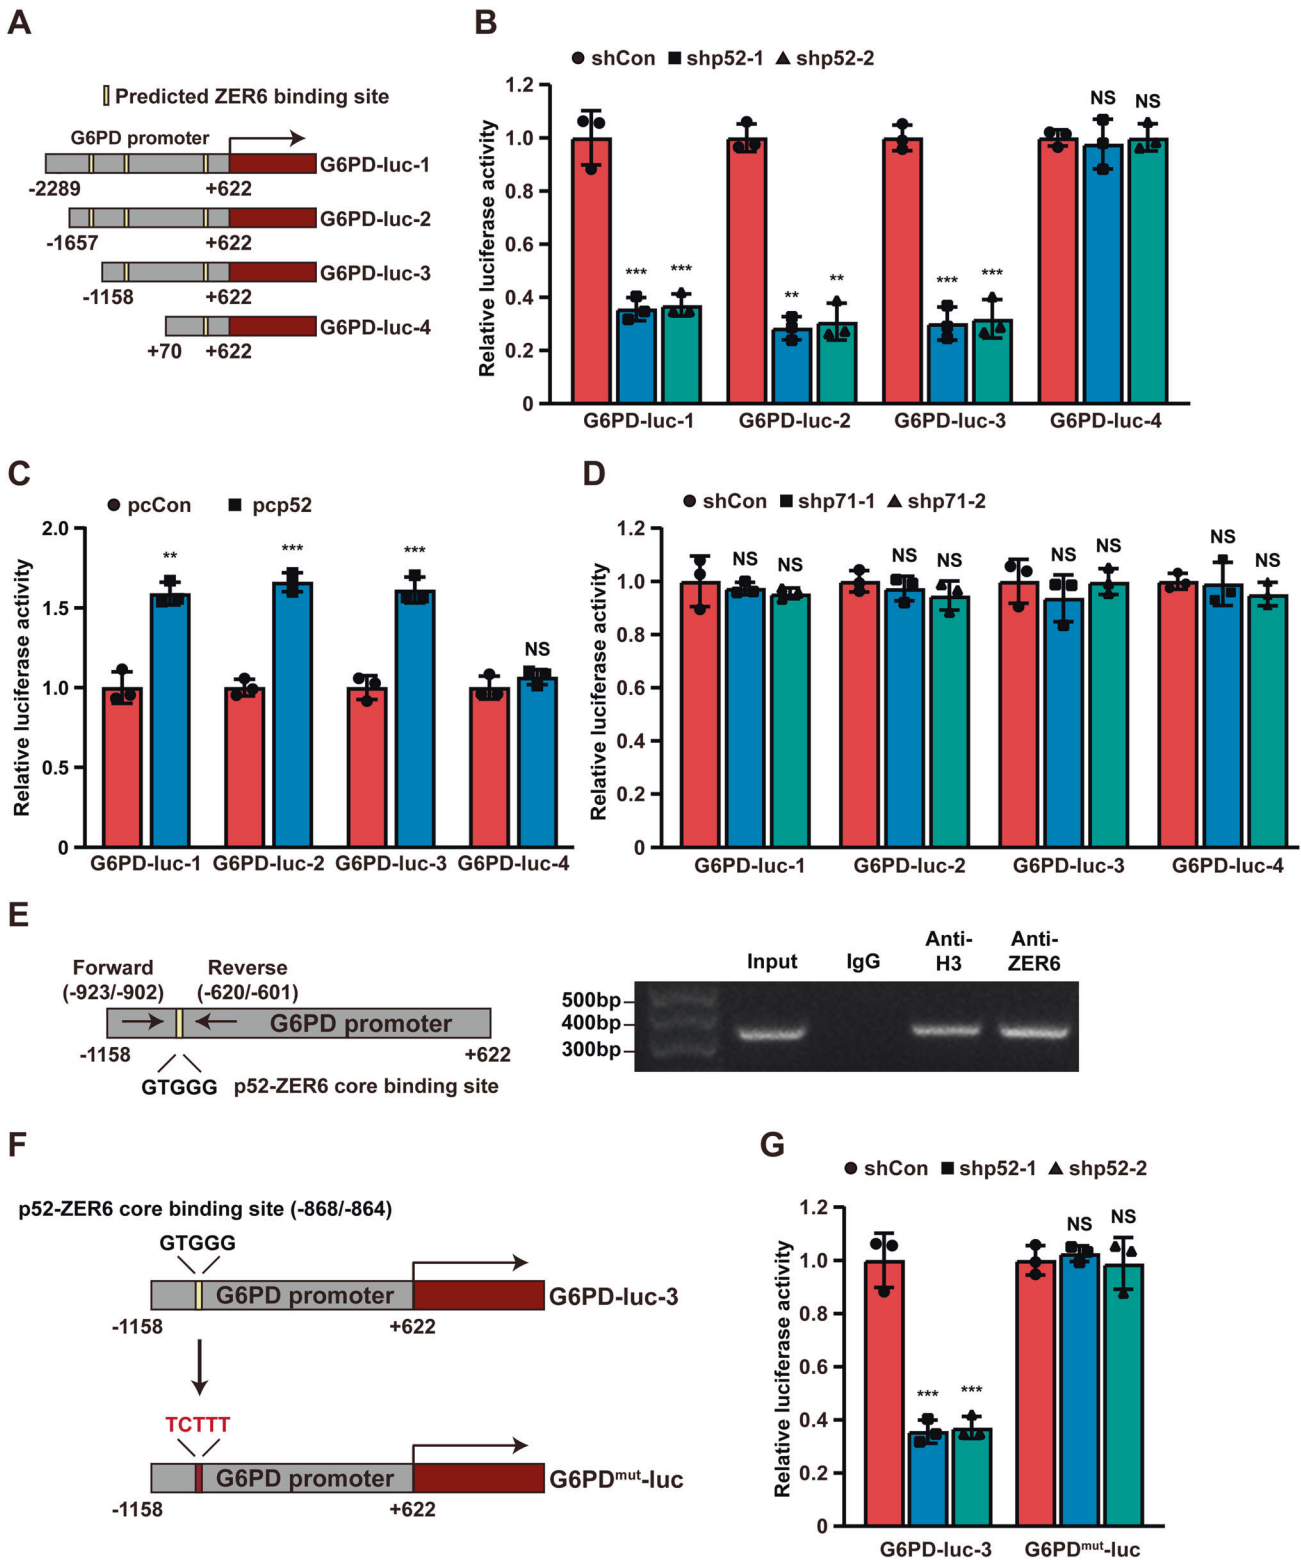 A
Predicted ZER6 binding site
G6PD promoter
G6PD-luc-1
-2289
+622
G6PD-luc-2
-1657
+622
G6PD-luc-3
-1158
+622
G6PD-luc-4
+70
+622
B
shCon
shp52-1
shp52-2
Relative luciferase activity
1.2
1.0
0.8
0.6
0.4
0.2
0
***
***
**
**
***
***
NS
NS
G6PD-luc-1
G6PD-luc-2
G6PD-luc-3
G6PD-luc-4
C
pcCon
pcp52
Relative luciferase activity
2.0
1.5
1.0
0.5
0
**
***
***
NS
G6PD-luc-1
G6PD-luc-2
G6PD-luc-3
G6PD-luc-4
D
shCon
shp71-1
shp71-2
Relative luciferase activity
1.2
1.0
0.8
0.6
0.4
0.2
0
NS
NS
NS
NS
NS
NS
NS
NS
G6PD-luc-1
G6PD-luc-2
G6PD-luc-3
G6PD-luc-4
E
Forward
(-923/-902)
Reverse
(-620/-601)
G6PD promoter
-1158
+622
GTGGG
p52-ZER6 core binding site
Input
IgG
Anti-
H3
Anti-
ZER6
500bp
400bp
300bp
F
p52-ZER6 core binding site (-868/-864)
GTGGG
G6PD promoter
G6PD-luc-3
-1158
+622
TCTTT
G6PD promoter
G6PDmut-luc
-1158
+622
G
shCon
shp52-1
shp52-2
Relative luciferase activity
1.2
1.0
0.8
0.6
0.4
0.2
0
***
***
NS
NS
G6PD-luc-3
G6PDmut-luc